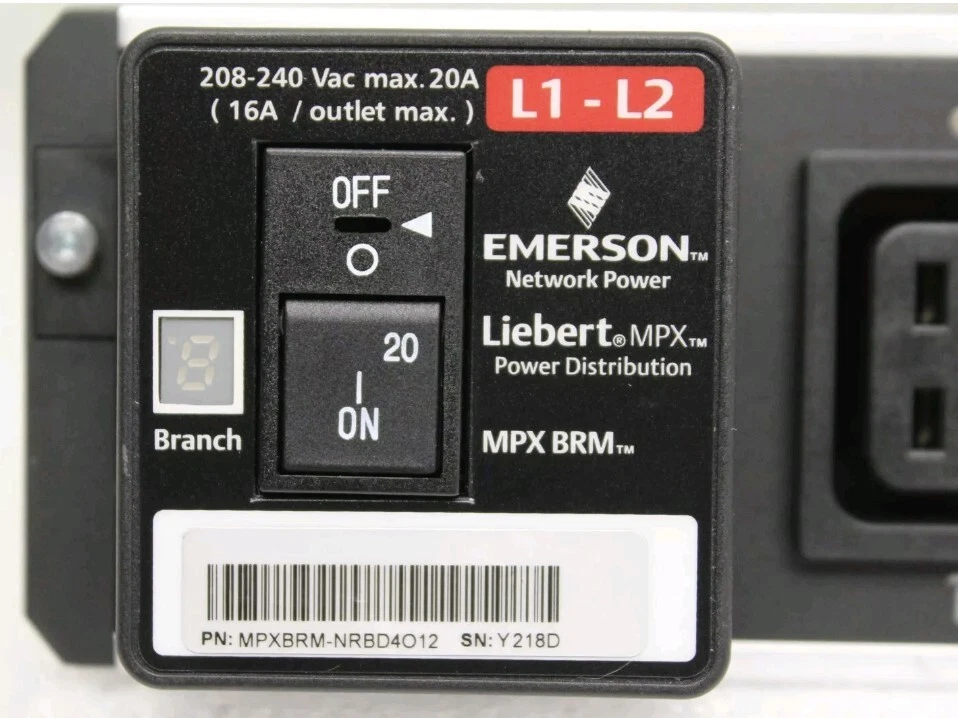 208-240 Vac max. 20A
( 16A / outlet max. )
L1 - L2
OFF
O
20
I
ON
8
Branch
EMERSON™
Network Power
Liebert® MPX™
Power Distribution
MPX BRM™
PN: MPXBRM-NRBD4O12 SN: Y218D